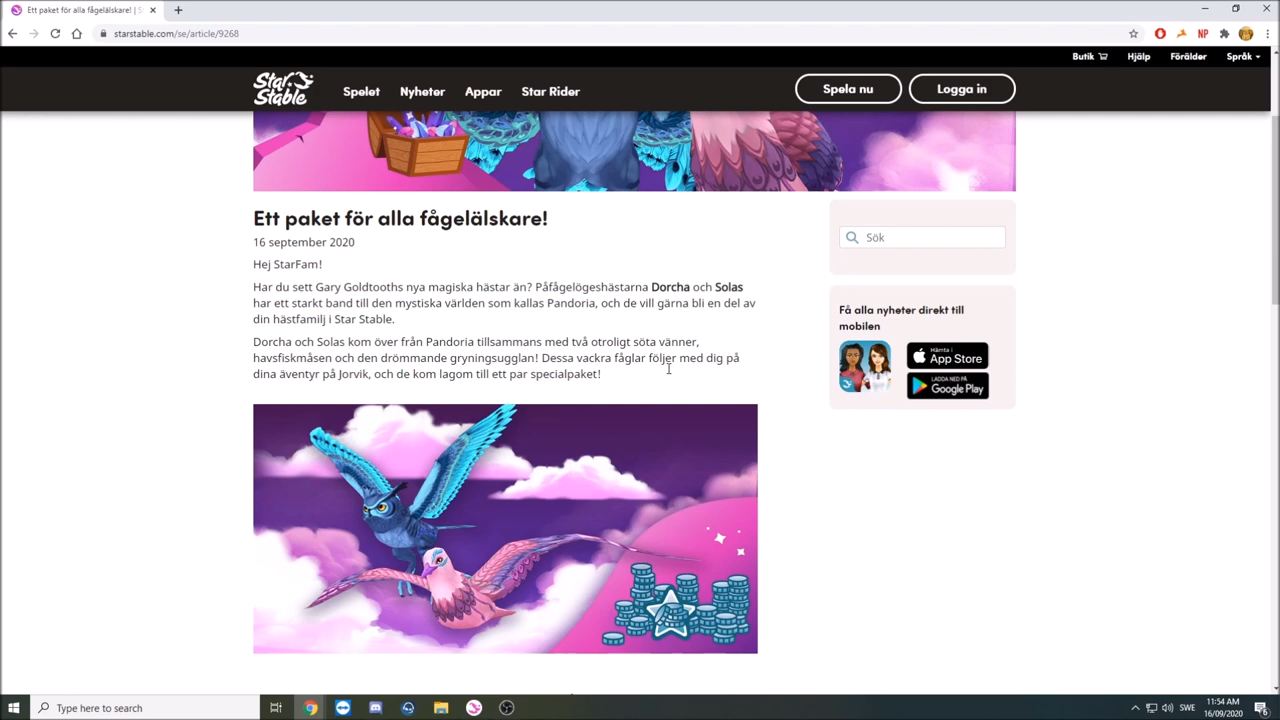 Ett paket för alla fågelälskare! | S
starstable.com/se/article/9268
NP
Butik
Hjälp
Förälder
Språk
Star Stable
Spelet
Nyheter
Appar
Star Rider
Spela nu
Logga in
Ett paket för alla fågelälskare!
16 september 2020
Hej StarFam!
Har du sett Gary Goldtooths nya magiska hästar än? Påfågelögeshästarna Dorcha och Solas
har ett starkt band till den mystiska världen som kallas Pandoria, och de vill gärna bli en del av
din hästfamilj i Star Stable.
Dorcha och Solas kom över från Pandoria tillsammans med två otroligt söta vänner,
havsfiskmåsen och den drömmande gryningsugglan! Dessa vackra fåglar följer med dig på
dina äventyr på Jorvik, och de kom lagom till ett par specialpaket!
Sök
Få alla nyheter direkt till
mobilen
Hämta i
App Store
LADDA NED PÅ
Google Play
Type here to search
SWE
11:54 AM
16/09/2020
6